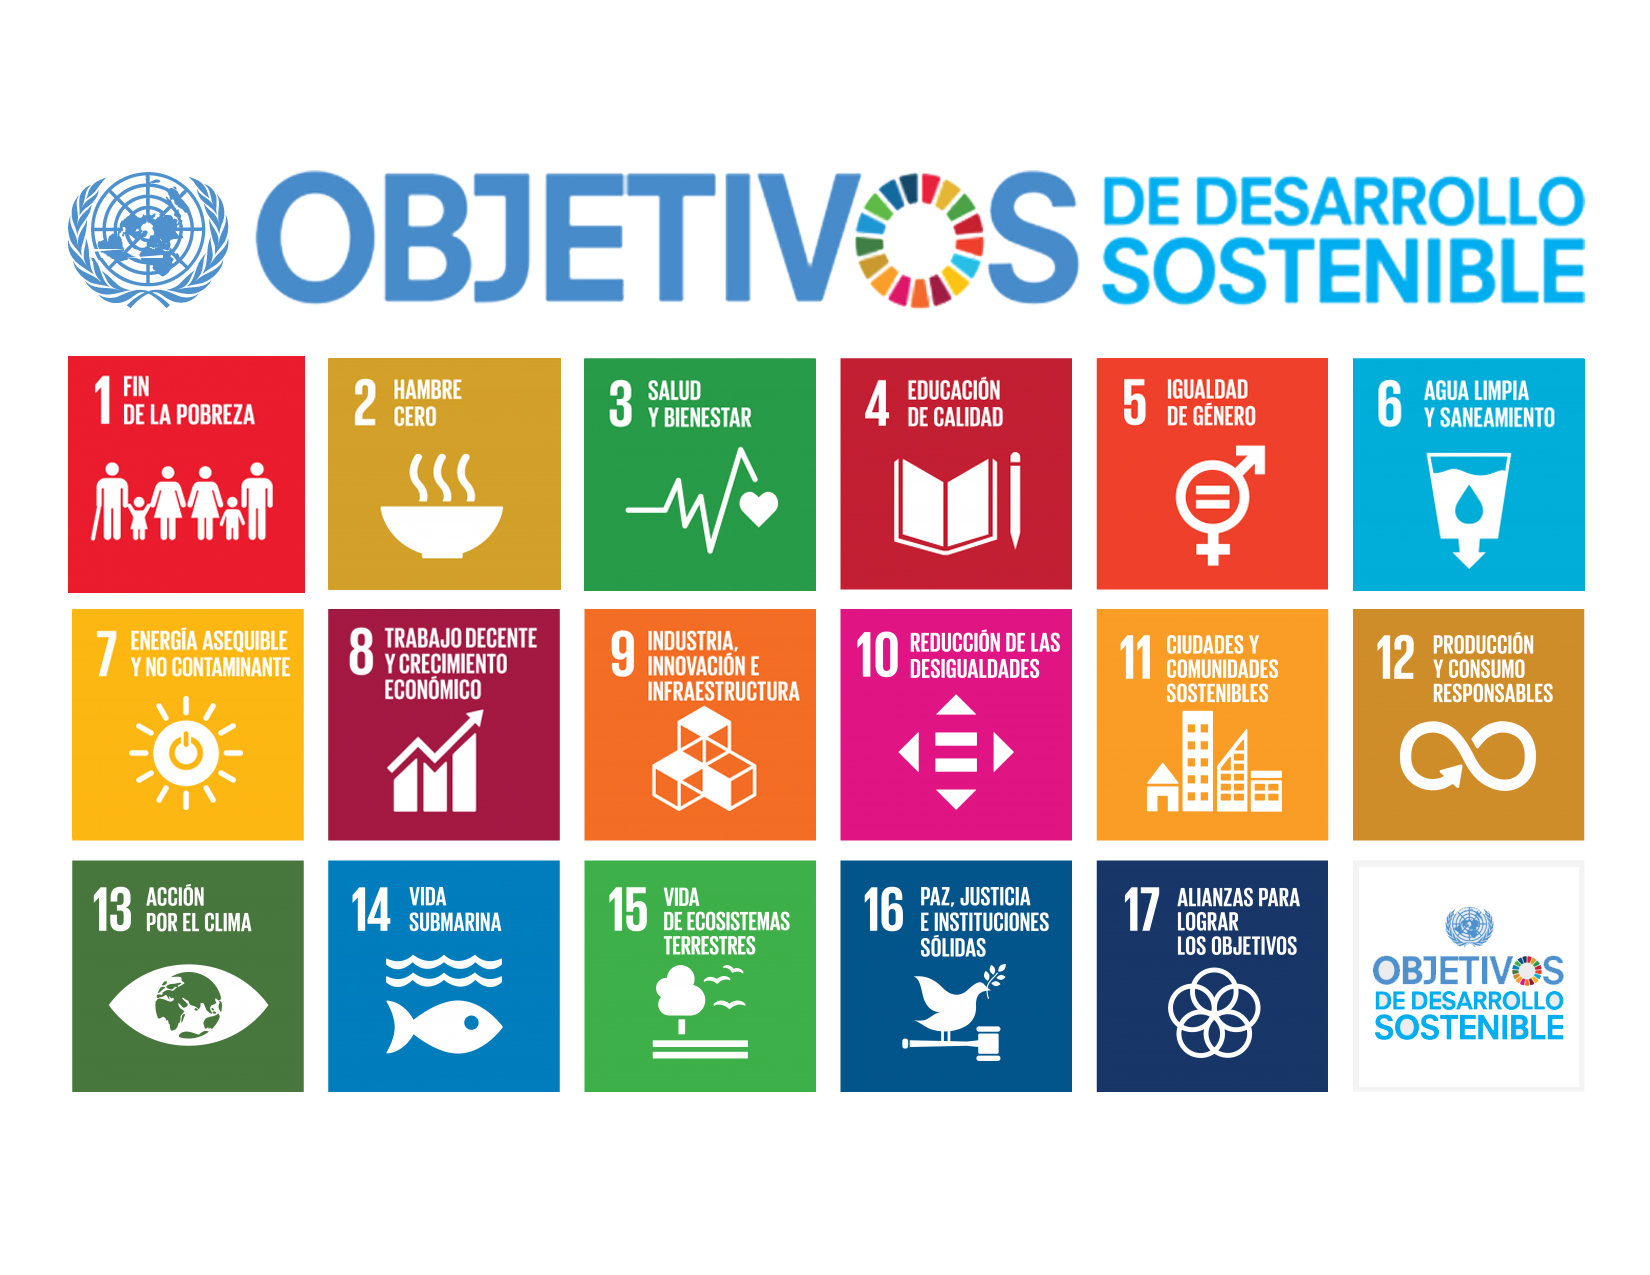 OBJETIVOS
DE DESARROLLO
SOSTENIBLE
1 FIN
DE LA POBREZA
2 HAMBRE
CERO
3 SALUD
Y BIENESTAR
4 EDUCACIÓN
DE CALIDAD
5 IGUALDAD
DE GÉNERO
6 AGUA LIMPIA
Y SANEAMIENTO
7 ENERGÍA ASEQUIBLE
Y NO CONTAMINANTE
8 TRABAJO DECENTE
Y CRECIMIENTO
ECONÓMICO
9 INDUSTRIA,
INNOVACIÓN E
INFRAESTRUCTURA
10 REDUCCIÓN DE LAS
DESIGUALDADES
11 CIUDADES Y
COMUNIDADES
SOSTENIBLES
12 PRODUCCIÓN
Y CONSUMO
RESPONSABLES
13 ACCIÓN
POR EL CLIMA
14 VIDA
SUBMARINA
15 VIDA
DE ECOSISTEMAS
TERRESTRES
16 PAZ, JUSTICIA
E INSTITUCIONES
SÓLIDAS
17 ALIANZAS PARA
LOGRAR
LOS OBJETIVOS
OBJETIVOS
DE DESARROLLO
SOSTENIBLE